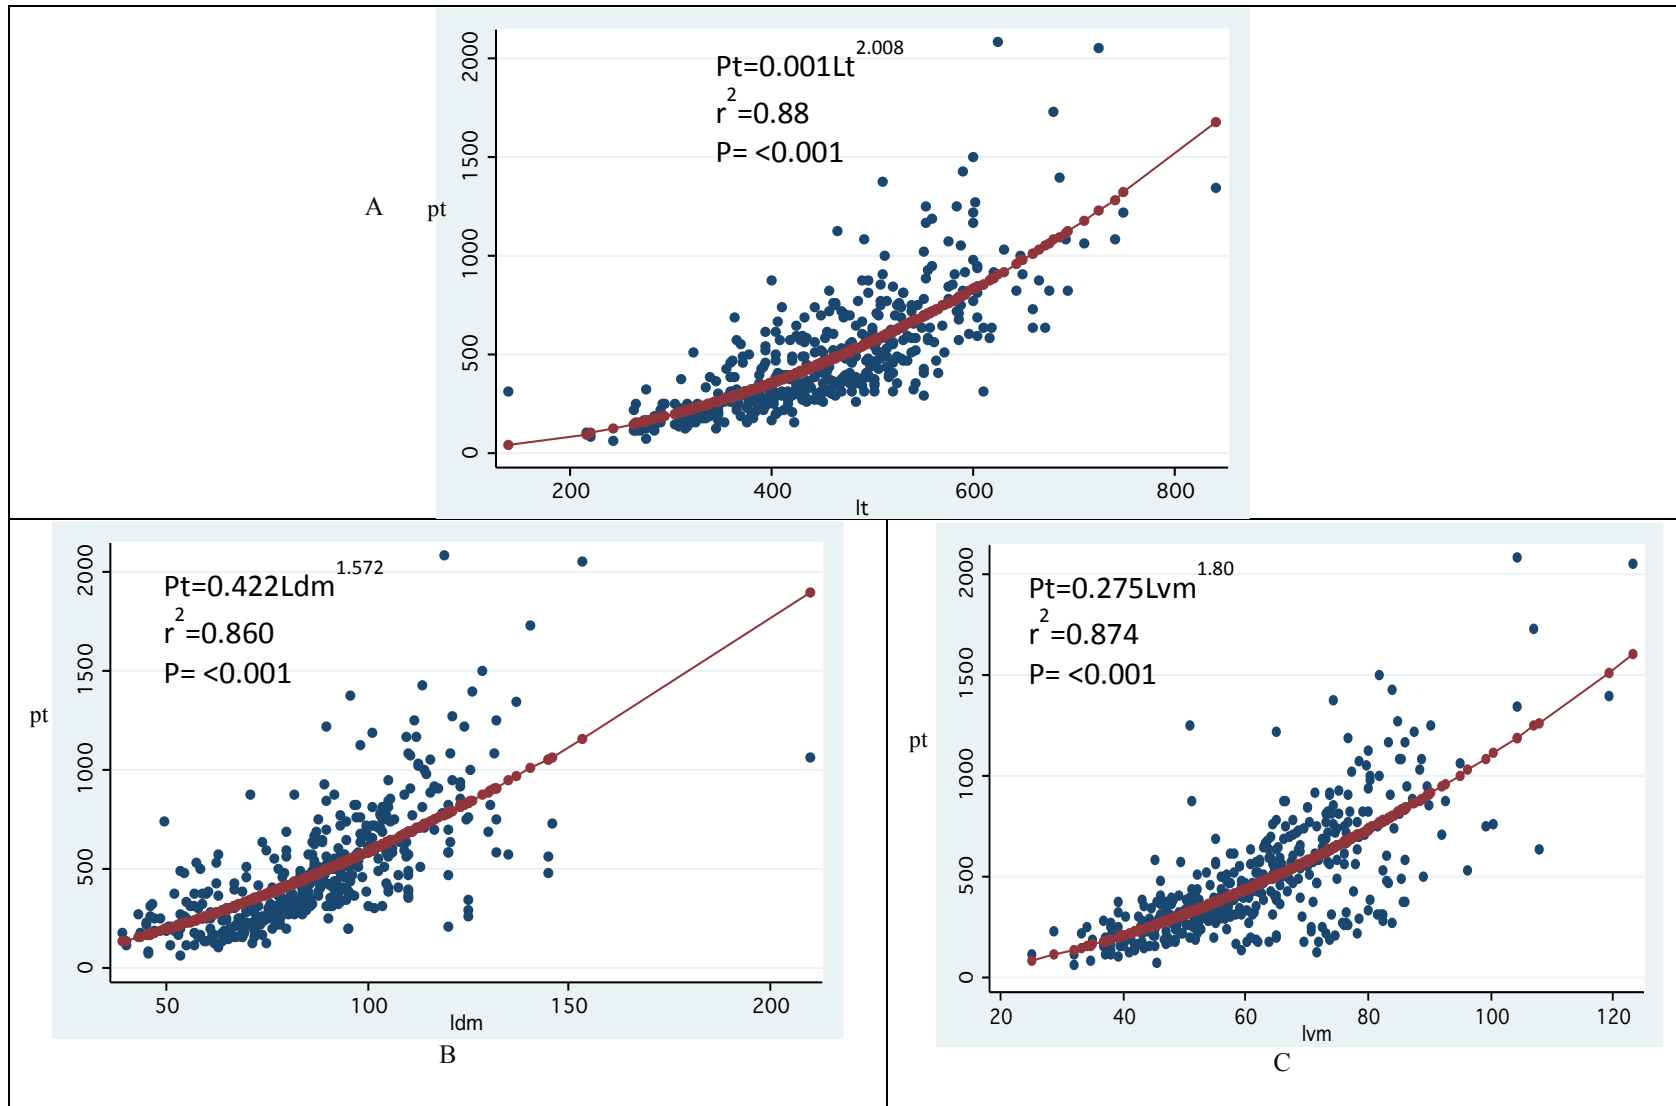 Pt=0.001Lt^2.008
r^2=0.88
P= <0.001
A
pt
2000
1500
1000
500
0
200 400 600 800
lt
Pt=0.422Ldm^1.572
r^2=0.860
P= <0.001
pt
2000
1500
1000
500
0
50 100 150 200
ldm
B
Pt=0.275Lvm^1.80
r^2=0.874
P= <0.001
pt
2000
1500
1000
500
0
20 40 60 80 100 120
lvm
C